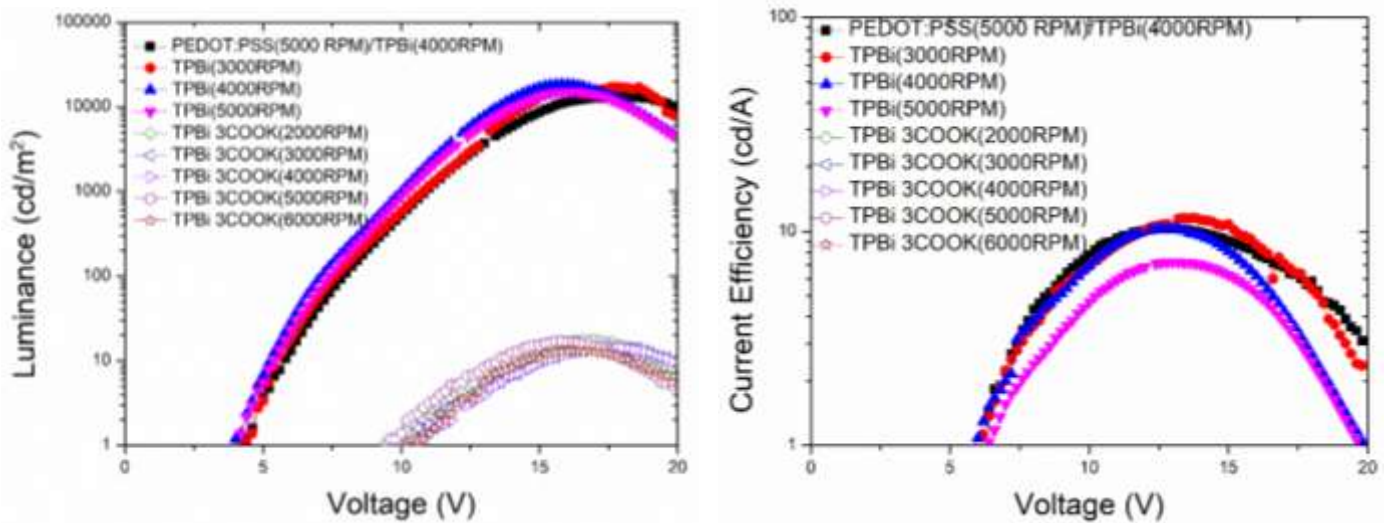 100000
10000
1000
100
10
1
Luminance (cd/m²)
PEDOT:PSS(5000 RPM)/TPBi(4000RPM)
TPBi(3000RPM)
TPBi(4000RPM)
TPBi(5000RPM)
TPBi 3COOK(2000RPM)
TPBi 3COOK(3000RPM)
TPBi 3COOK(4000RPM)
TPBi 3COOK(5000RPM)
TPBi 3COOK(6000RPM)
0 5 10 15 20
Voltage (V)
100
10
1
Current Efficiency (cd/A)
PEDOT:PSS(5000 RPM)/TPBi(4000RPM)
TPBi(3000RPM)
TPBi(4000RPM)
TPBi(5000RPM)
TPBi 3COOK(2000RPM)
TPBi 3COOK(3000RPM)
TPBi 3COOK(4000RPM)
TPBi 3COOK(5000RPM)
TPBi 3COOK(6000RPM)
0 5 10 15 20
Voltage (V)